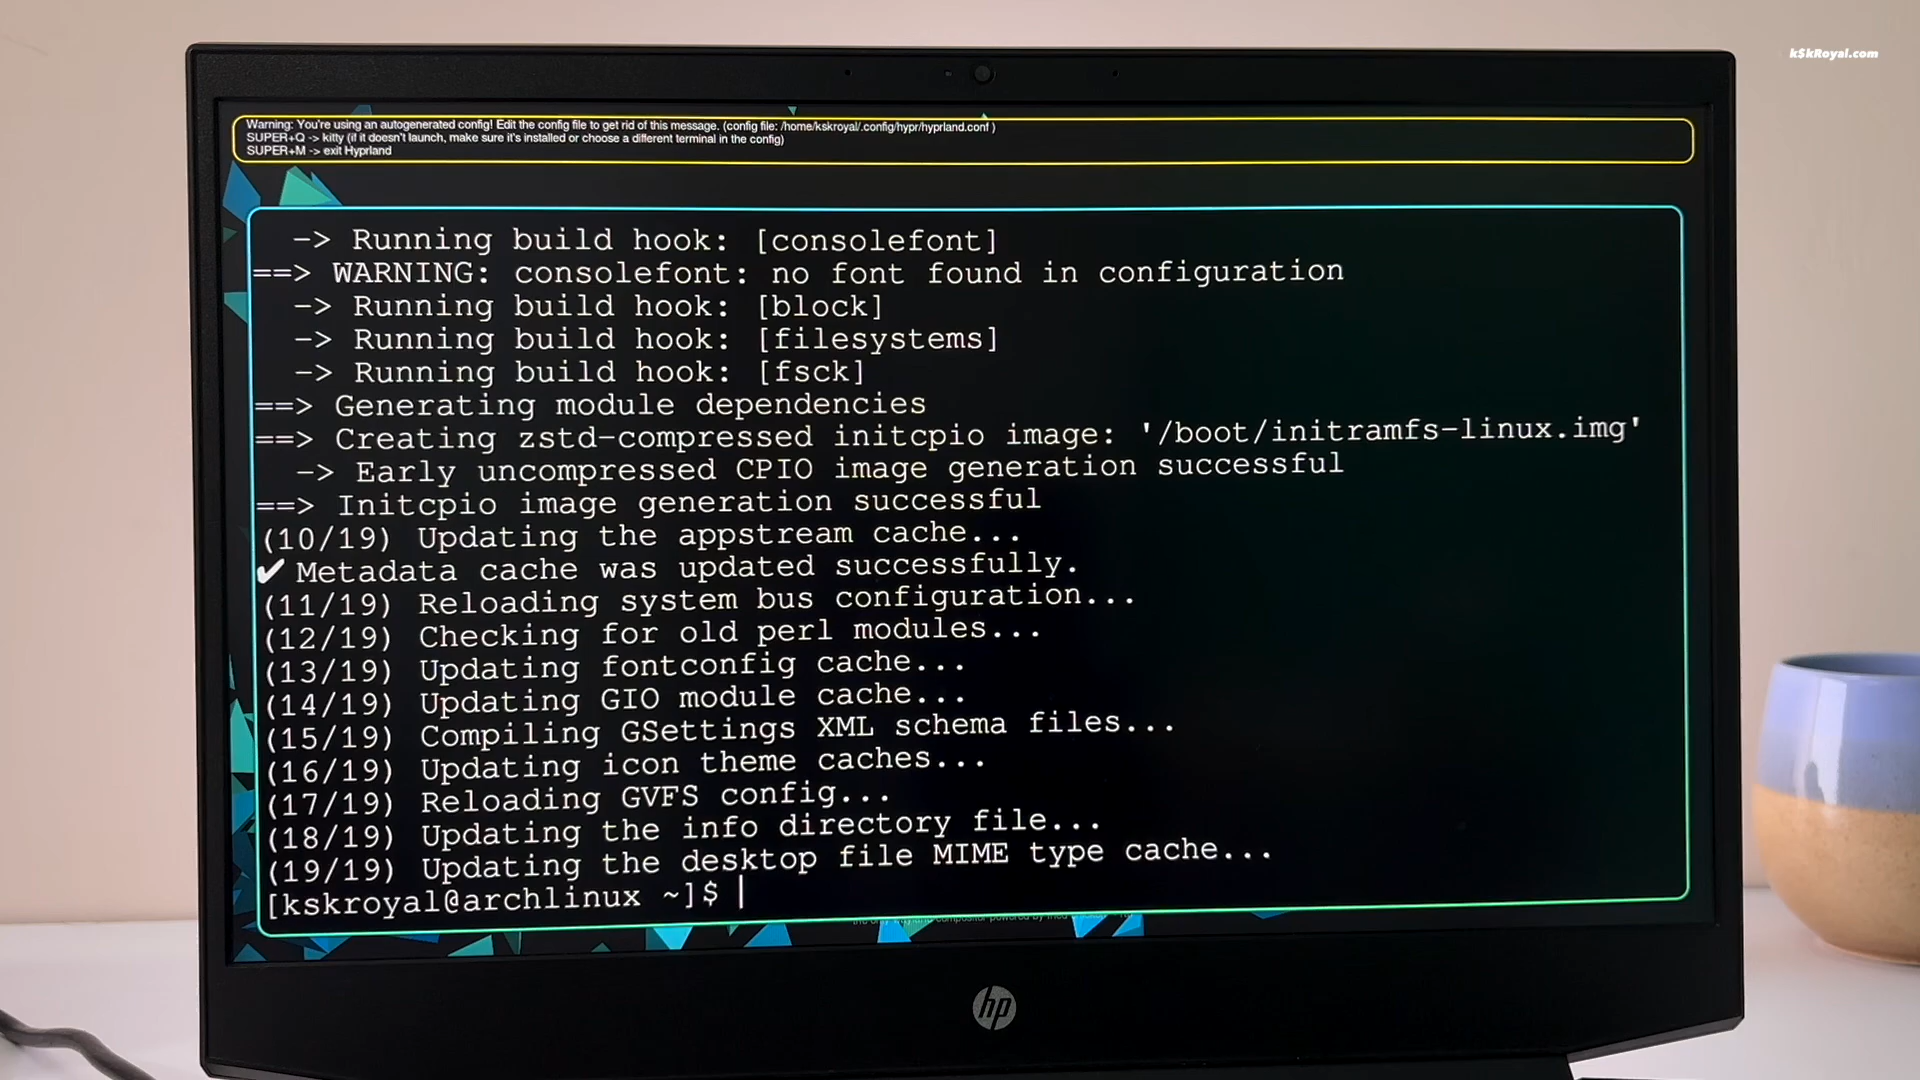 k$kRoyal.com
Warning: You're using an autogenerated config! Edit the config file to get rid of this message. (config file: /home/kskroyal/.config/hypr/hyprland.conf )
SUPER+Q -> kitty (if it doesn't launch, make sure it's installed or choose a different terminal in the config)
SUPER+M -> exit Hyprland
-> Running build hook: [consolefont]
==> WARNING: consolefont: no font found in configuration
-> Running build hook: [block]
-> Running build hook: [filesystems]
-> Running build hook: [fsck]
==> Generating module dependencies
==> Creating zstd-compressed initcpio image: '/boot/initramfs-linux.img'
-> Early uncompressed CPIO image generation successful
==> Initcpio image generation successful
(10/19) Updating the appstream cache...
✔ Metadata cache was updated successfully.
(11/19) Reloading system bus configuration...
(12/19) Checking for old perl modules...
(13/19) Updating fontconfig cache...
(14/19) Updating GIO module cache...
(15/19) Compiling GSettings XML schema files...
(16/19) Updating icon theme caches...
(17/19) Reloading GVFS config...
(18/19) Updating the info directory file...
(19/19) Updating the desktop file MIME type cache...
[kskroyal@archlinux ~]$
hp